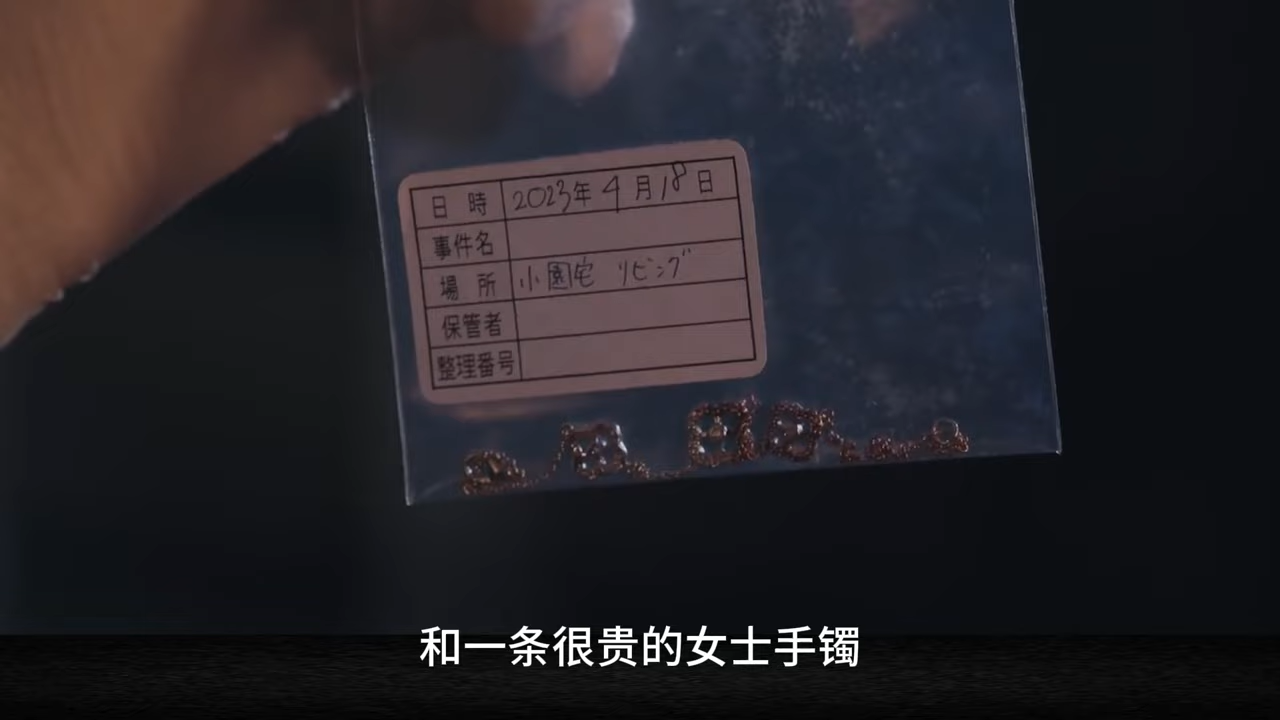 日 時 2023年4月18日
事件名
場 所 小園宅 リビング
保管者
整理番号
和一条很贵的女士手镯